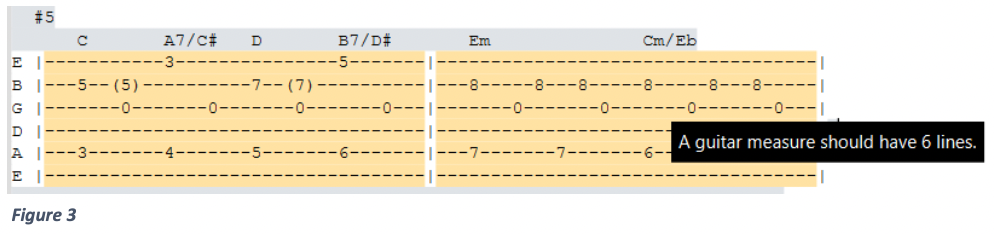 #5
C A7/C# D B7/D# Em Cm/Eb
E |-----------3---------------5-------|-----------------------------------|
B |---5--(5)----------7--(7)----------|---8-----8---8-----8-----8---8-----|
G |-------0-------0-------0-------0---|-------0-------0-------0-------0---|
D |-----------------------------------|--------------------
A |---3-------4-------5-------6-------|---7-------7-------6-
E |-----------------------------------|-----------------------------------|
A guitar measure should have 6 lines.
Figure 3